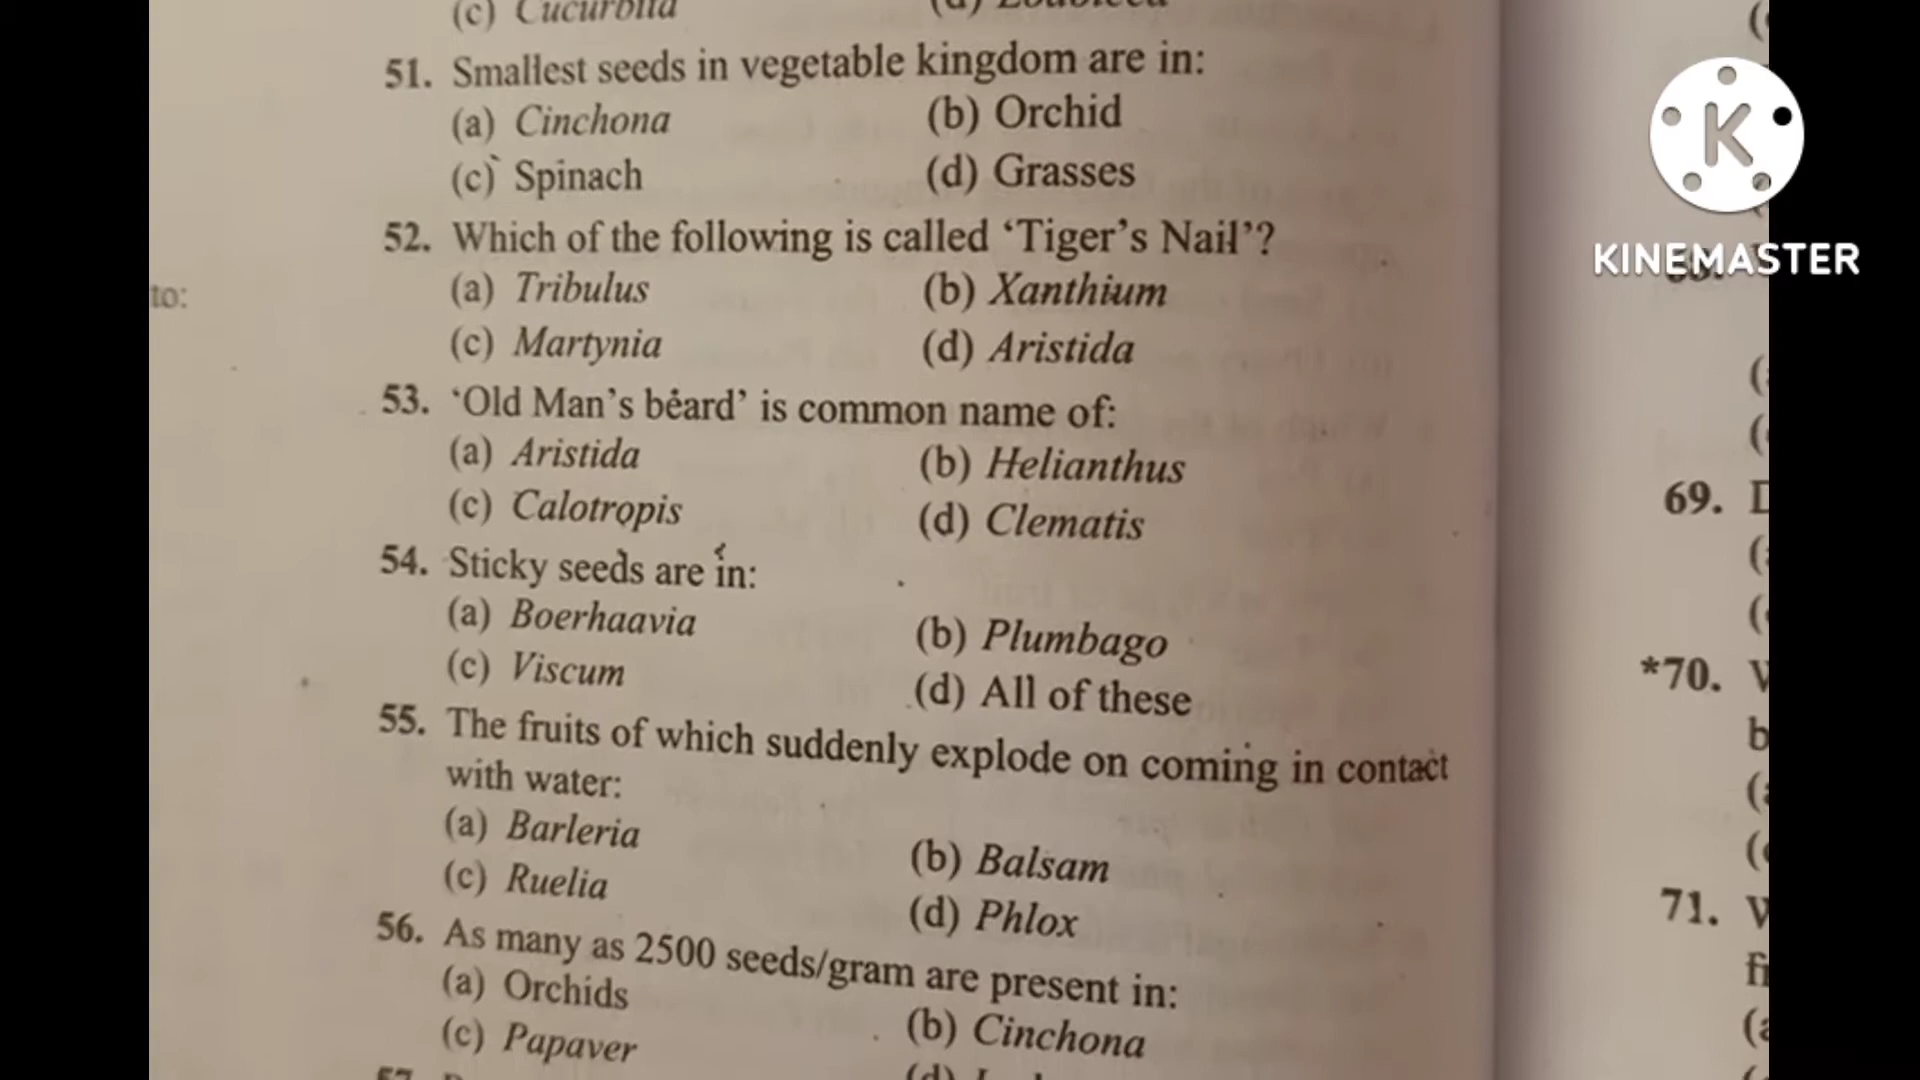 (c) Cucurbita
51. Smallest seeds in vegetable kingdom are in:
(a) Cinchona (b) Orchid
(c) Spinach (d) Grasses
52. Which of the following is called ‘Tiger’s Nail’?
(a) Tribulus (b) Xanthium
(c) Martynia (d) Aristida
53. ‘Old Man’s beard’ is common name of:
(a) Aristida (b) Helianthus
(c) Calotropis (d) Clematis
54. Sticky seeds are in:
(a) Boerhaavia (b) Plumbago
(c) Viscum (d) All of these
55. The fruits of which suddenly explode on coming in contact
with water:
(a) Barleria (b) Balsam
(c) Ruelia (d) Phlox
56. As many as 2500 seeds/gram are present in:
(a) Orchids (b) Cinchona
(c) Papaver (d)
57.
to:
K
KINEMASTER
69.
*70.
71.